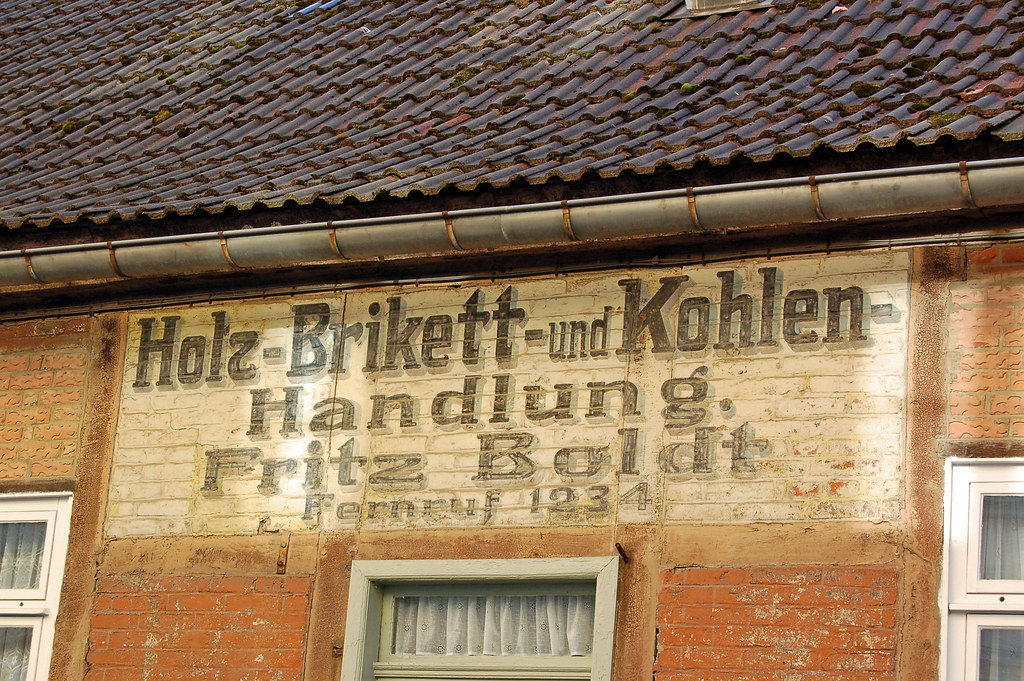 Holz-Brikett-und Kohlen-
Handlung.
Fritz Boldt
Fernruf 1234